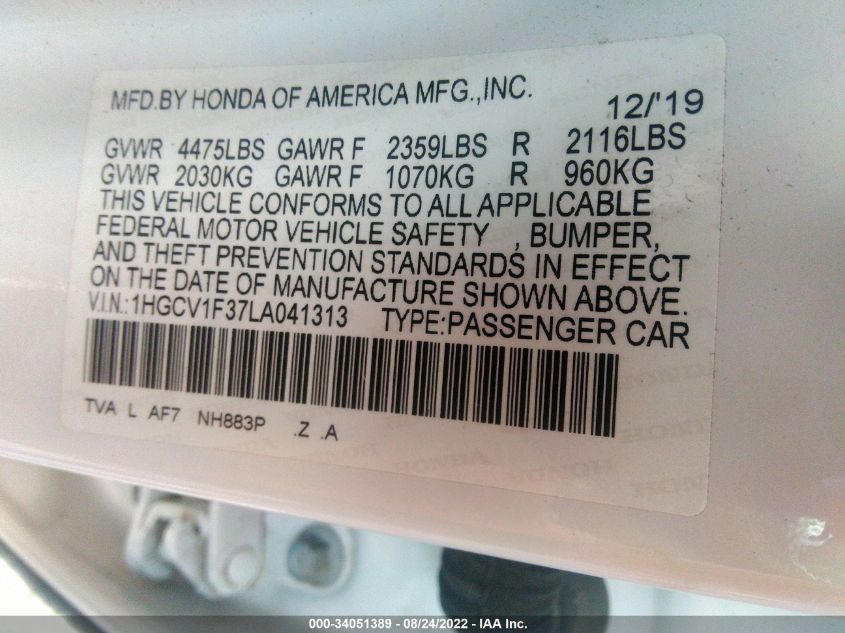 MFD.BY HONDA OF AMERICA MFG.,INC. 12/'19
GVWR 4475LBS GAWR F 2359LBS R 2116LBS
GVWR 2030KG GAWR F 1070KG R 960KG
THIS VEHICLE CONFORMS TO ALL APPLICABLE
FEDERAL MOTOR VEHICLE SAFETY , BUMPER,
AND THEFT PREVENTION STANDARDS IN EFFECT
ON THE DATE OF MANUFACTURE SHOWN ABOVE.
V.I.N.:1HGCV1F37LA041313 TYPE:PASSENGER CAR
TVA L AF7 NH883P .Z .A
HONDA HONDA HONDA
000-34051389 - 08/24/2022 - IAA Inc.